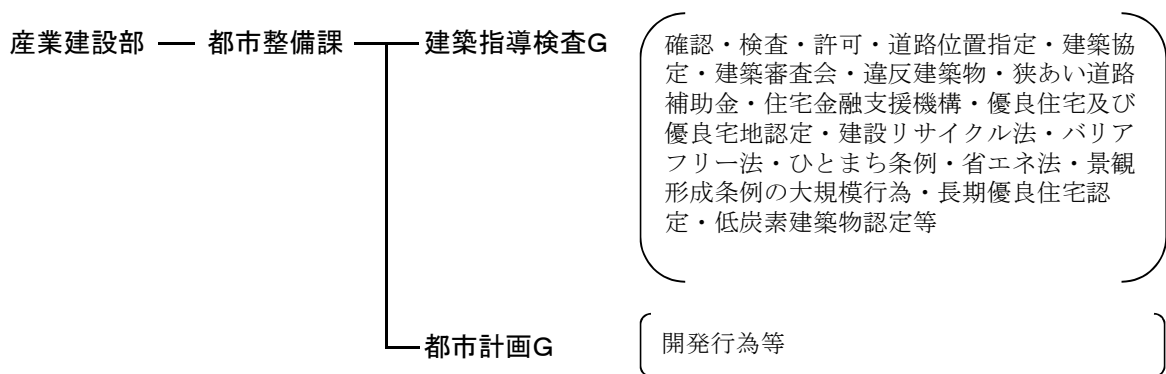 産業建設部 ― 都市整備課 建築指導検査G
確認・検査・許可・道路位置指定・建築協
定・建築審査会・違反建築物・狭あい道路
補助金・住宅金融支援機構・優良住宅及び
優良宅地認定・建設リサイクル法・バリア
フリー法・ひとまち条例・省エネ法・景観
形成条例の大規模行為・長期優良住宅認
定・低炭素建築物認定等
都市計画G
開発行為等